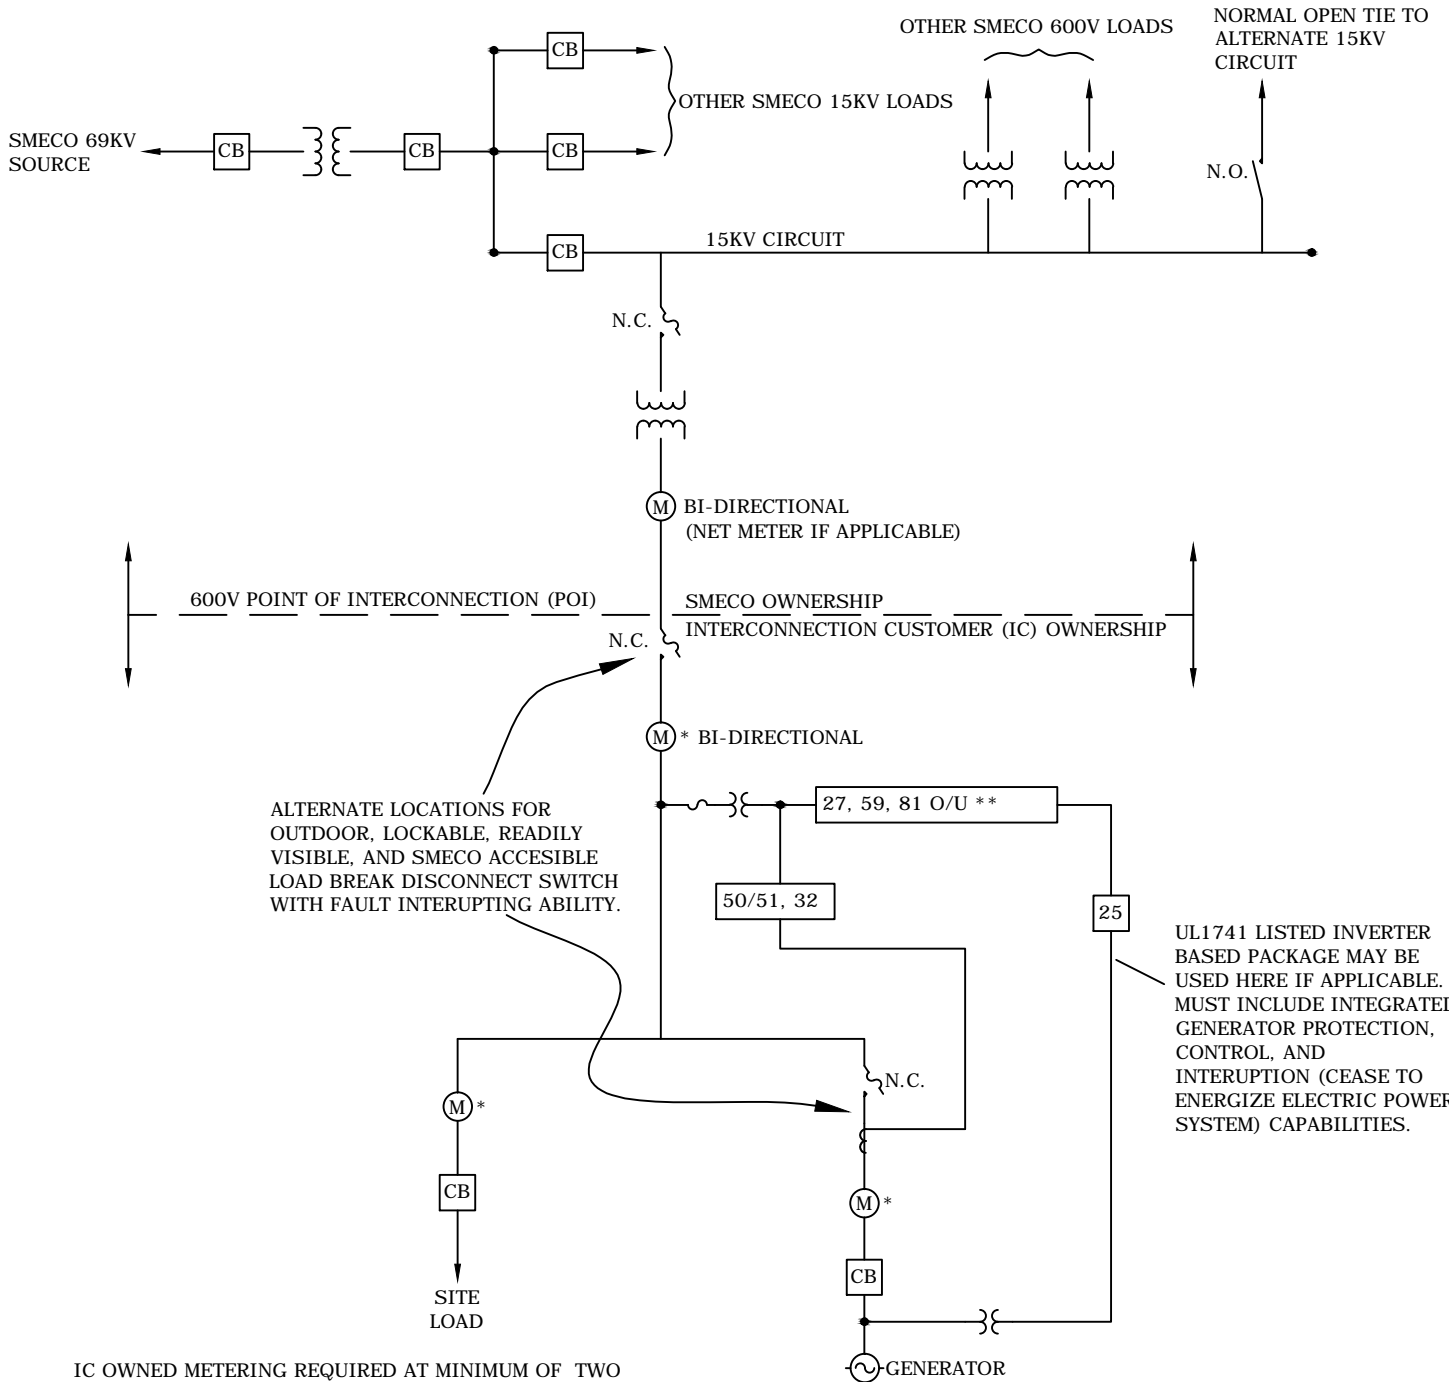 OTHER SMECO 600V LOADS
NORMAL OPEN TIE TO
ALTERNATE 15KV
CIRCUIT
CB
OTHER SMECO 15KV LOADS
SMECO 69KV
SOURCE
CB
CB
CB
N.O.
CB
15KV CIRCUIT
N.C.
M
BI-DIRECTIONAL
(NET METER IF APPLICABLE)
600V POINT OF INTERCONNECTION (POI)
SMECO OWNERSHIP
INTERCONNECTION CUSTOMER (IC) OWNERSHIP
N.C.
M * BI-DIRECTIONAL
ALTERNATE LOCATIONS FOR
OUTDOOR, LOCKABLE, READILY
VISIBLE, AND SMECO ACCESIBLE
LOAD BREAK DISCONNECT SWITCH
WITH FAULT INTERUPTING ABILITY.
27, 59, 81 O/U **
50/51, 32
25
UL1741 LISTED INVERTER
BASED PACKAGE MAY BE
USED HERE IF APPLICABLE.
MUST INCLUDE INTEGRATED
GENERATOR PROTECTION,
CONTROL, AND
INTERUPTION (CEASE TO
ENERGIZE ELECTRIC POWER
SYSTEM) CAPABILITIES.
N.C.
M *
CB
SITE
LOAD
M *
CB
GENERATOR
IC OWNED METERING REQUIRED AT MINIMUM OF TWO